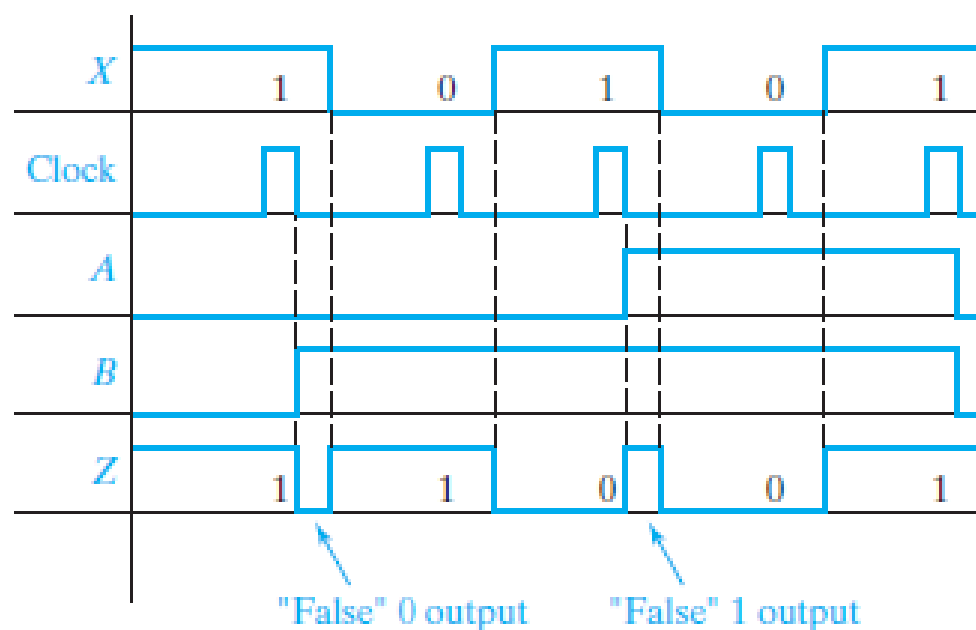 X 1 0 1 0 1
Clock
A
B
Z 1 1 0 0 1
"False" 0 output "False" 1 output